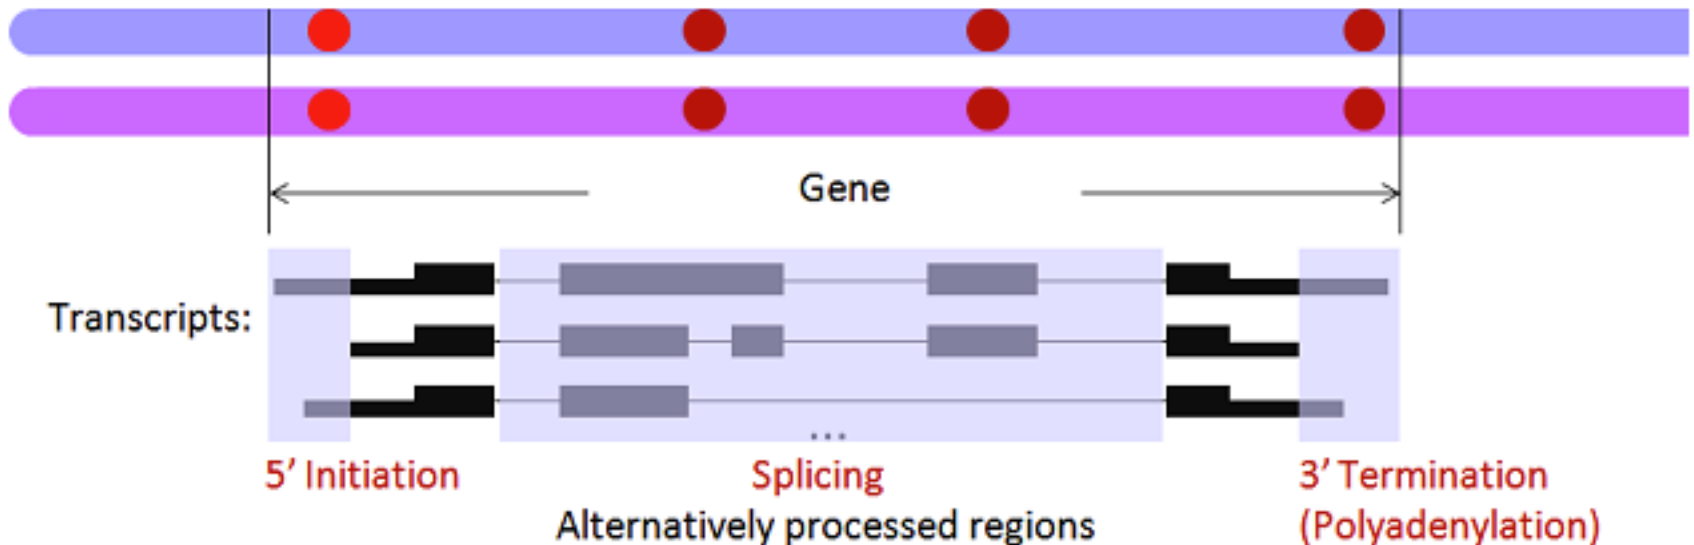 Gene
Transcripts:
...
5’ Initiation
Splicing
3’ Termination
Alternatively processed regions
(Polyadenylation)